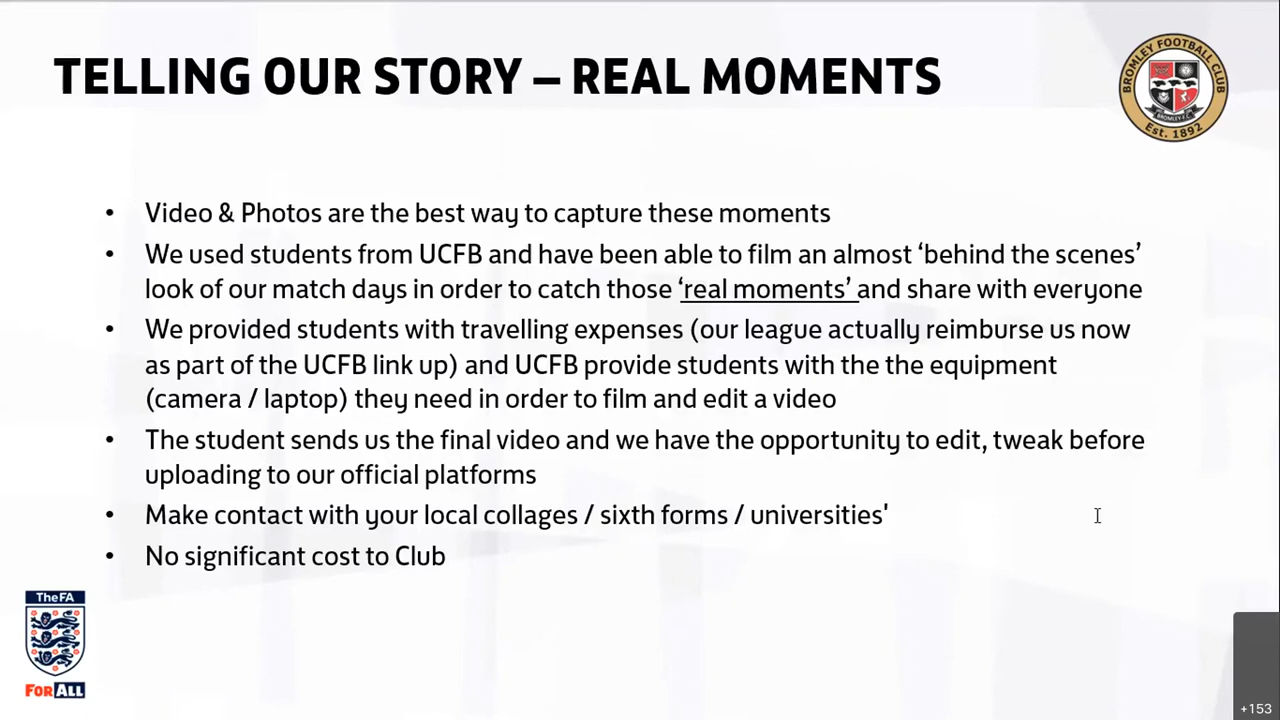 TELLING OUR STORY – REAL MOMENTS
BROMLEY FOOTBALL CLUB
BROMLEY F.C.
Est. 1892
• Video & Photos are the best way to capture these moments
• We used students from UCFB and have been able to film an almost ‘behind the scenes’
look of our match days in order to catch those ‘real moments’ and share with everyone
• We provided students with travelling expenses (our league actually reimburse us now
as part of the UCFB link up) and UCFB provide students with the the equipment
(camera / laptop) they need in order to film and edit a video
• The student sends us the final video and we have the opportunity to edit, tweak before
uploading to our official platforms
• Make contact with your local collages / sixth forms / universities'
• No significant cost to Club
TheFA
FORALL
+153